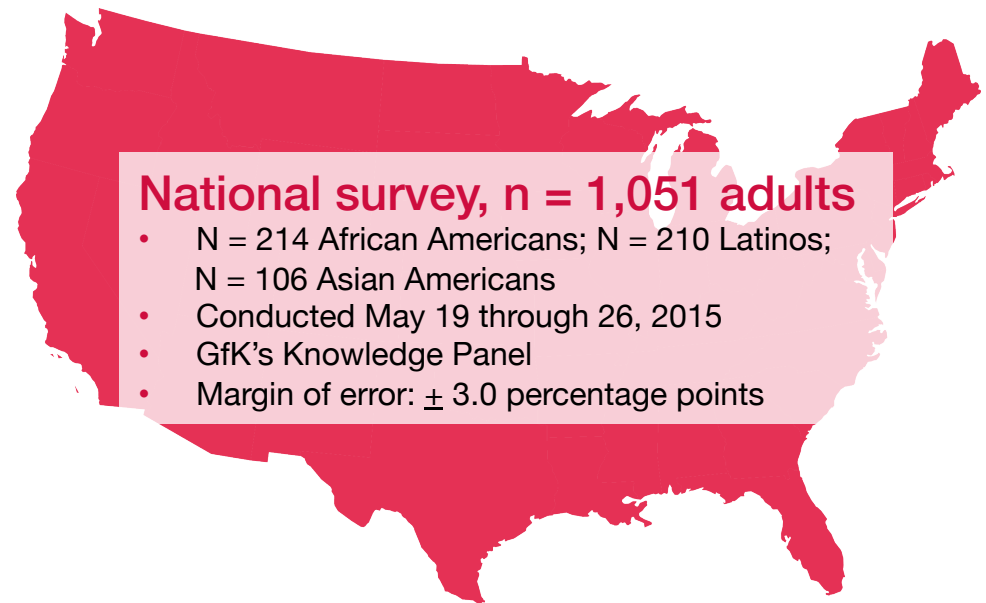 National survey, n = 1,051 adults
• N = 214 African Americans; N = 210 Latinos;
N = 106 Asian Americans
• Conducted May 19 through 26, 2015
• GfK’s Knowledge Panel
• Margin of error: ± 3.0 percentage points